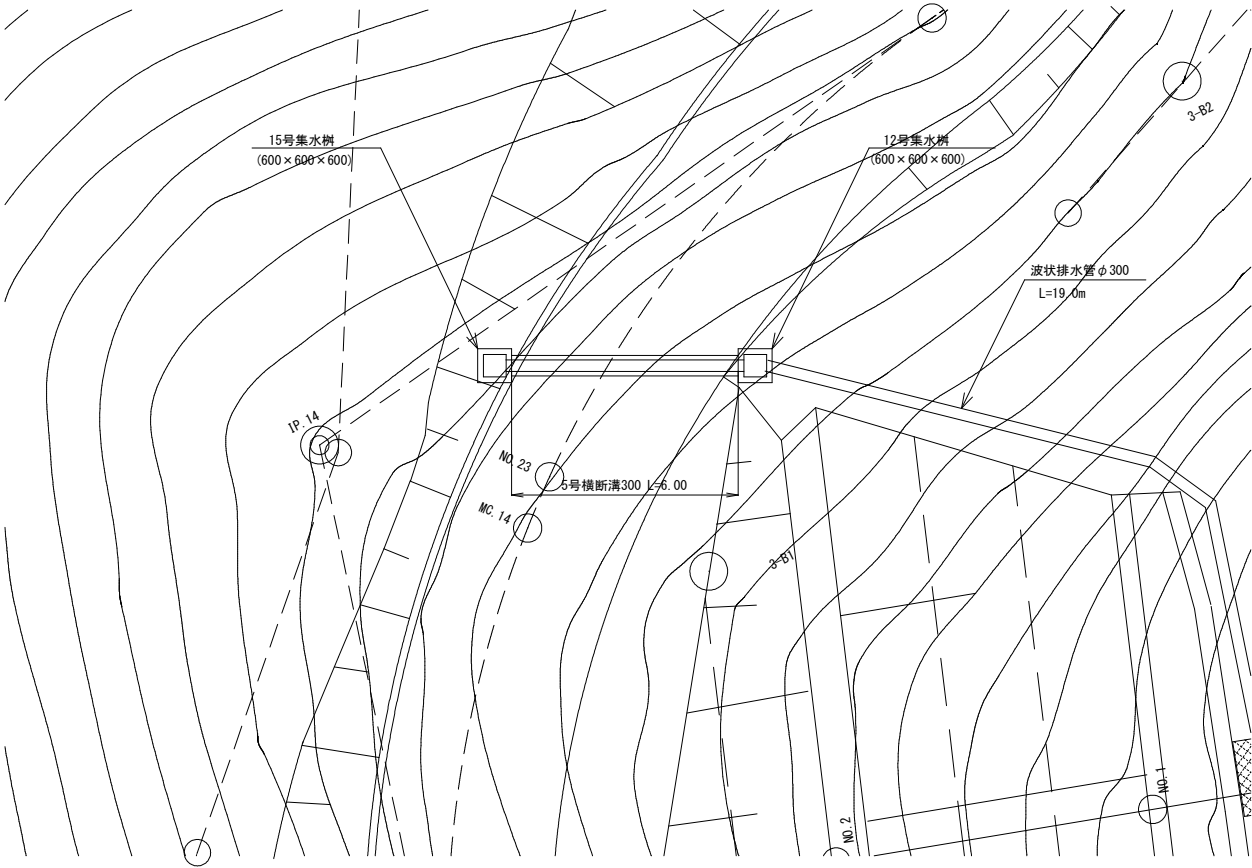 3-B2
15号集水桝
(600×600×600)
12号集水桝
(600×600×600)
波状排水管φ300
L=19.0m
IP.14
NO.23
5号横断溝300 L=6.00
MC.14
3-B1
NO.1
NO.2